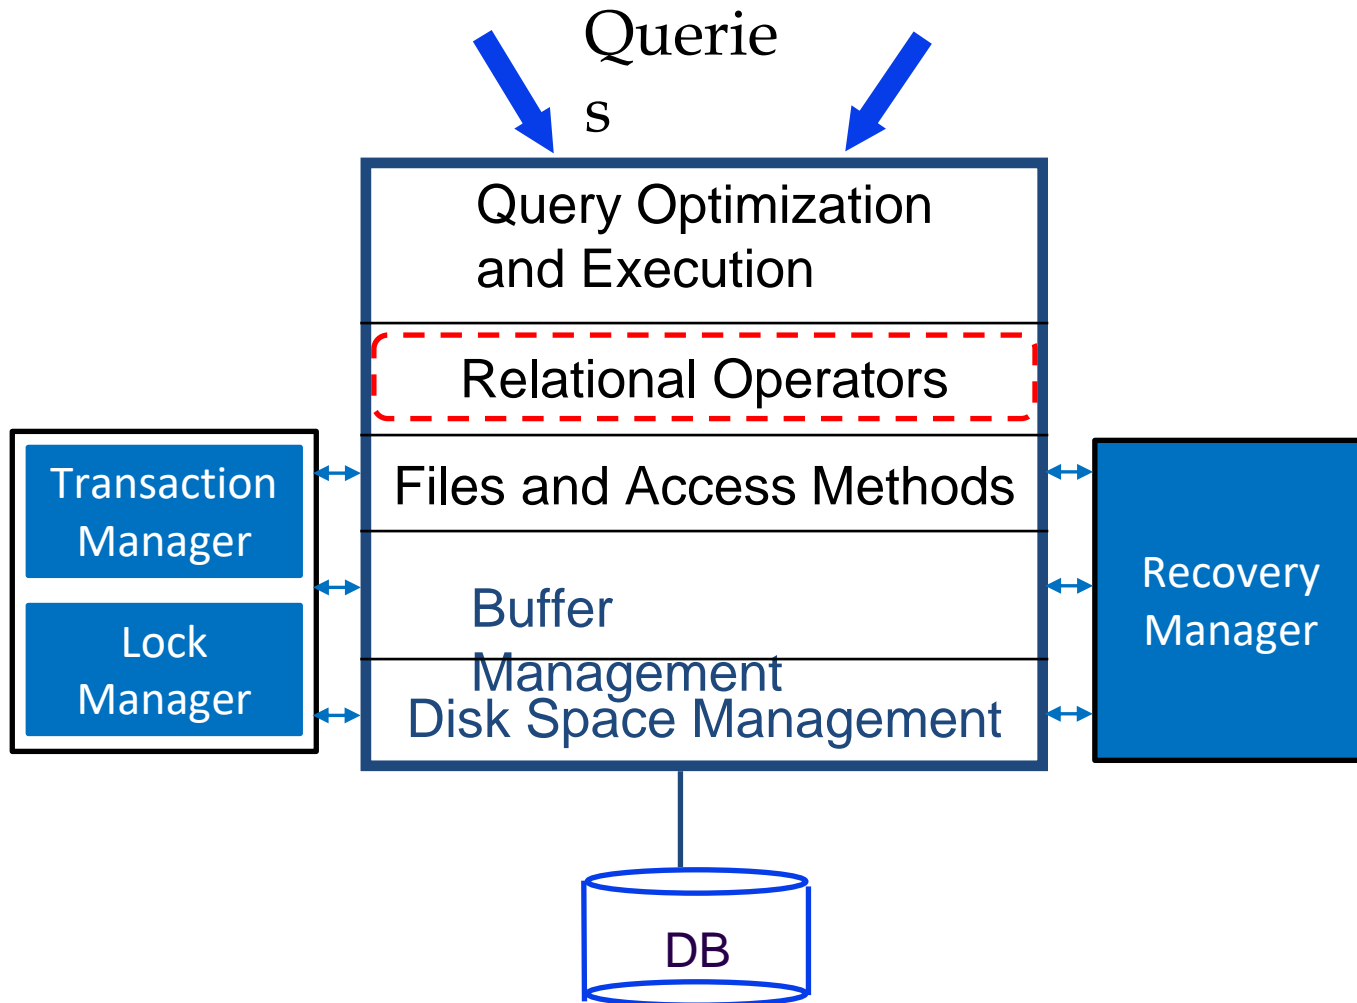 Querie
s
Query Optimization
and Execution
Relational Operators
Files and Access Methods
Buffer
Management
Disk Space Management
Transaction
Manager
Lock
Manager
Recovery
Manager
DB